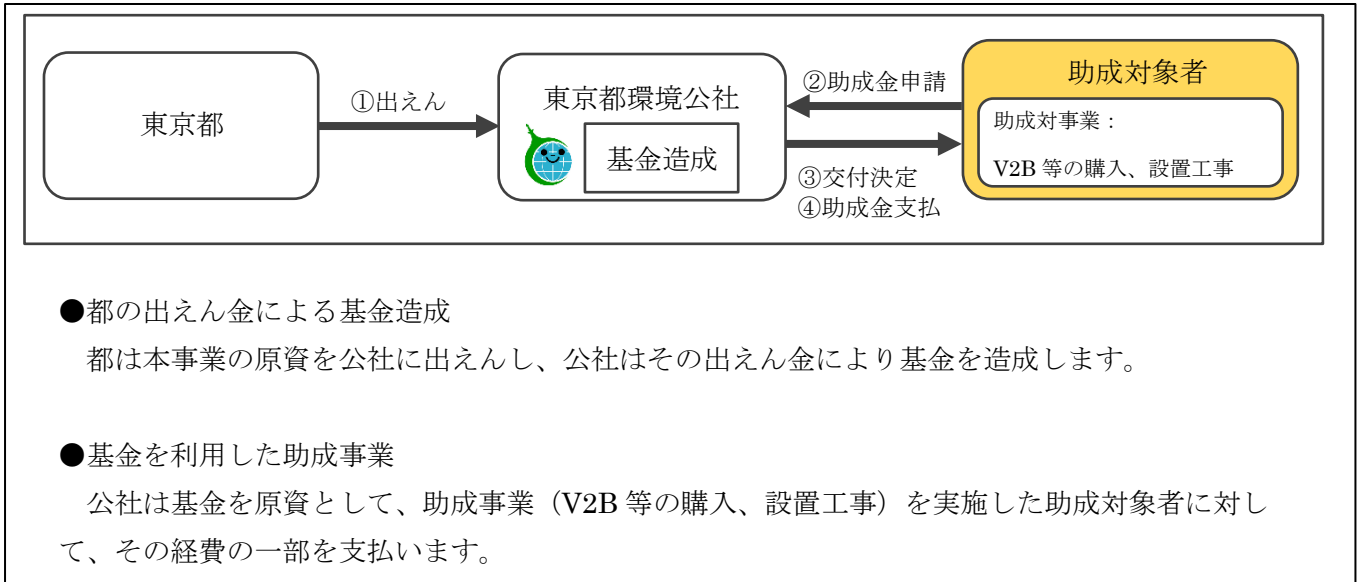 東京都
①出えん
東京都環境公社
基金造成
②助成金申請
③交付決定
④助成金支払
助成対象者
助成対事業：
V2B 等の購入、設置工事
●都の出えん金による基金造成
都は本事業の原資を公社に出えんし、公社はその出えん金により基金を造成します。
●基金を利用した助成事業
公社は基金を原資として、助成事業（V2B 等の購入、設置工事）を実施した助成対象者に対し
て、その経費の一部を支払います。